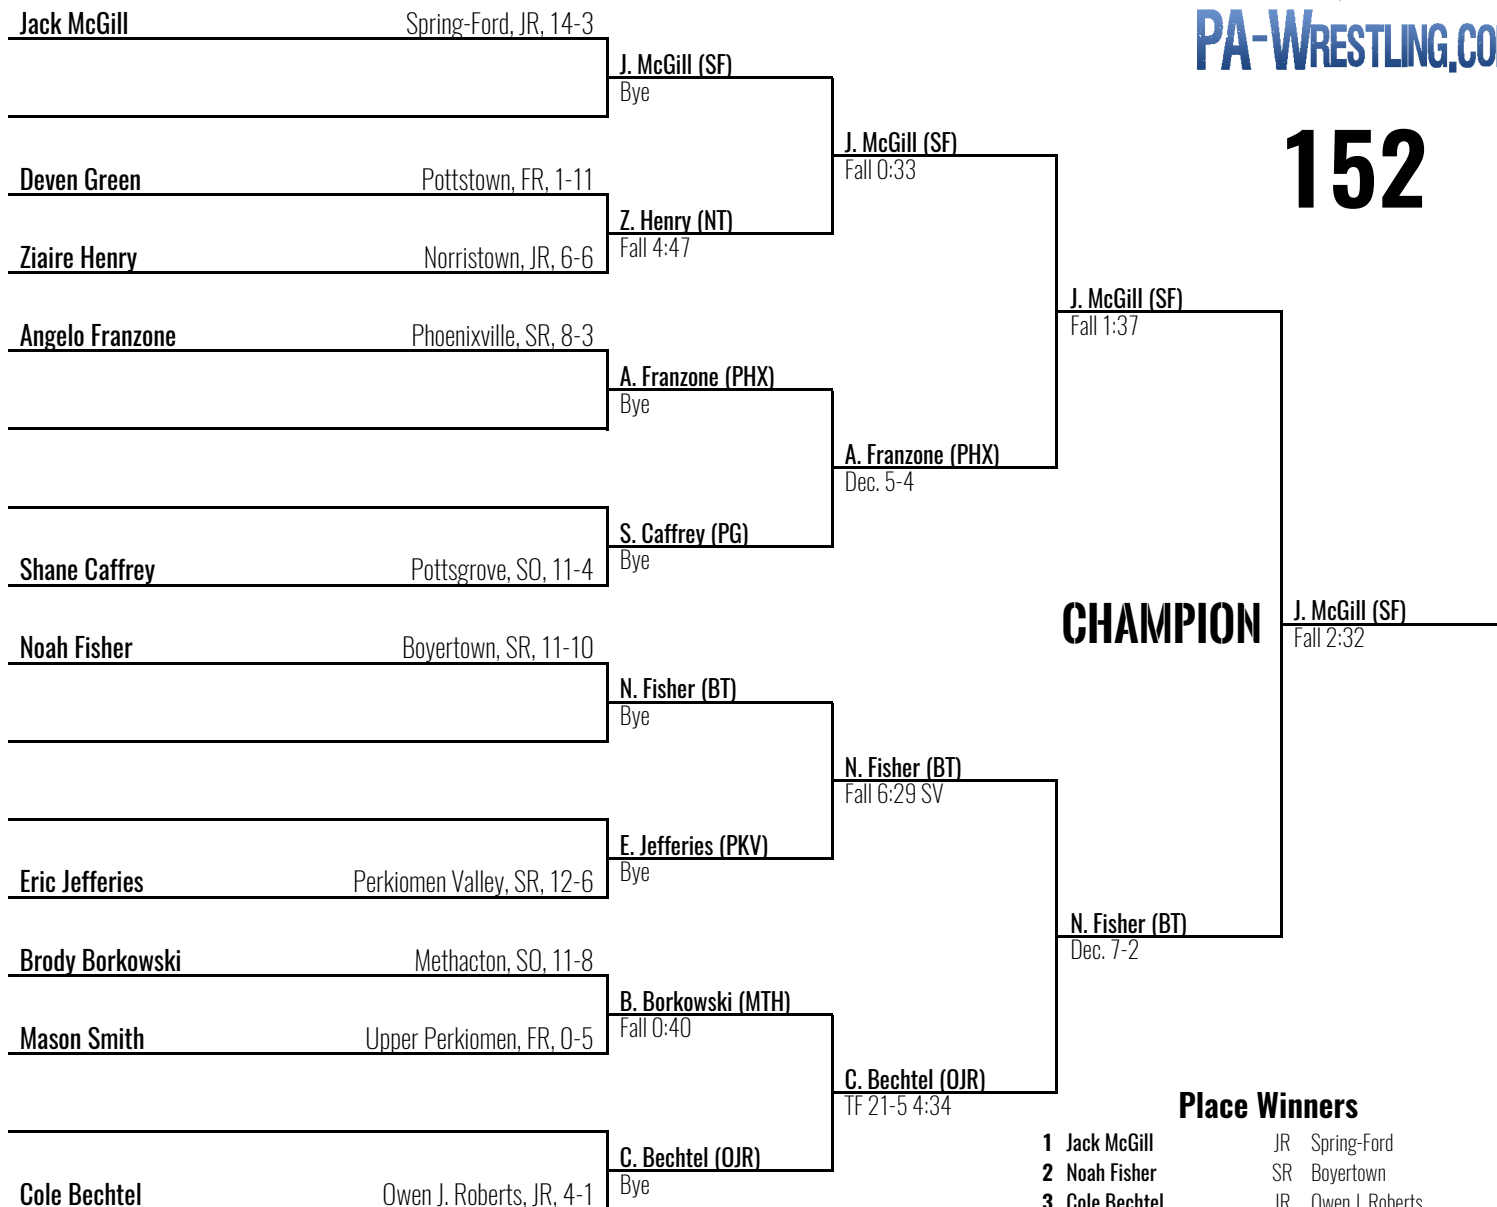 Jack McGill Spring-Ford, JR, 14-3
PA-WRESTLING.CO
J. McGill (SF)
Bye
J. McGill (SF)
Fall 0:33
152
Deven Green Pottstown, FR, 1-11
Z. Henry (NT)
Fall 4:47
Ziaire Henry Norristown, JR, 6-6
J. McGill (SF)
Fall 1:37
Angelo Franzone Phoenixville, SR, 8-3
A. Franzone (PHX)
Bye
A. Franzone (PHX)
Dec. 5-4
S. Caffrey (PG)
Bye
Shane Caffrey Pottsgrove, SO, 11-4
CHAMPION
J. McGill (SF)
Fall 2:32
Noah Fisher Boyertown, SR, 11-10
N. Fisher (BT)
Bye
N. Fisher (BT)
Fall 6:29 SV
E. Jefferies (PKV)
Bye
Eric Jefferies Perkiomen Valley, SR, 12-6
N. Fisher (BT)
Dec. 7-2
Brody Borkowski Methacton, SO, 11-8
B. Borkowski (MTH)
Fall 0:40
Mason Smith Upper Perkiomen, FR, 0-5
C. Bechtel (OJR)
TF 21-5 4:34
C. Bechtel (OJR)
Bye
Cole Bechtel Owen J. Roberts, JR, 4-1
Place Winners
1 Jack McGill JR Spring-Ford
2 Noah Fisher SR Boyertown
3 Cole Bechtel JR Owen J. Roberts